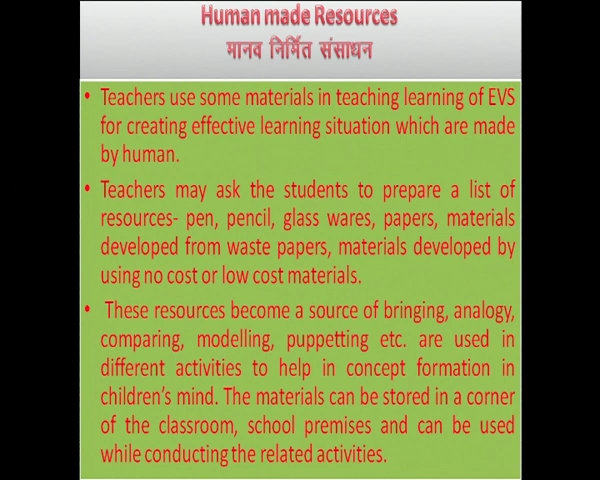 Human made Resources
मानव निर्मित संसाधन
• Teachers use some materials in teaching learning of EVS
for creating effective learning situation which are made
by human.
• Teachers may ask the students to prepare a list of
resources- pen, pencil, glass wares, papers, materials
developed from waste papers, materials developed by
using no cost or low cost materials.
• These resources become a source of bringing, analogy,
comparing, modelling, puppetting etc. are used in
different activities to help in concept formation in
children's mind. The materials can be stored in a corner
of the classroom, school premises and can be used
while conducting the related activities.